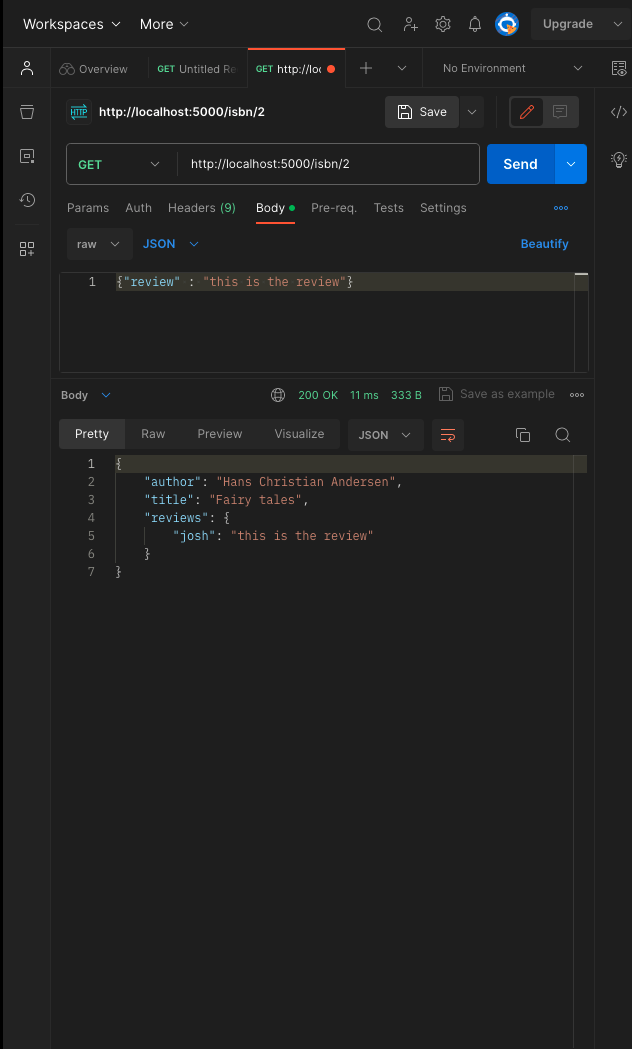 Workspaces More Upgrade
Overview GET Untitled Re GET http://loc No Environment
HTTP http://localhost:5000/isbn/2 Save
GET http://localhost:5000/isbn/2 Send
Params Auth Headers (9) Body Pre-req. Tests Settings
raw JSON Beautify
1 {"review" : "this is the review"}
Body 200 OK 11 ms 333 B Save as example
Pretty Raw Preview Visualize JSON
1 {
2 "author": "Hans Christian Andersen",
3 "title": "Fairy tales",
4 "reviews": {
5 "josh": "this is the review"
6 }
7 }